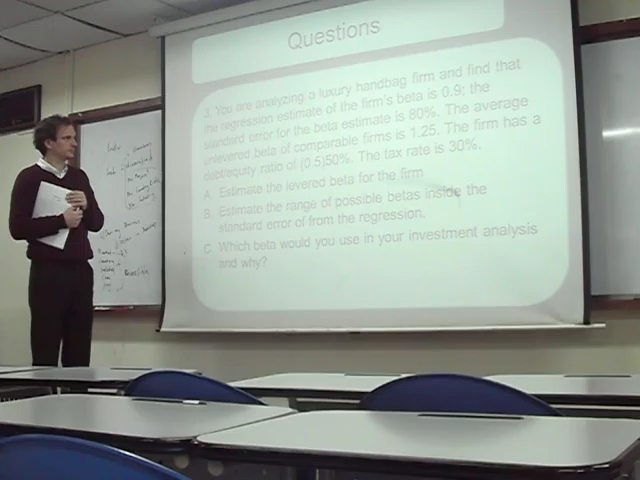 Questions
3. You are analyzing a luxury handbag firm and find that
the regression estimate of the firm's beta is 0.9; the
standard error for the beta estimate is 80%. The average
unlevered beta of comparable firms is 1.25. The firm has a
debt/equity ratio of (0.5)50%. The tax rate is 30%.
A. Estimate the levered beta for the firm
B. Estimate the range of possible betas inside the
standard error of from the regression.
C. Which beta would you use in your investment analysis
and why?